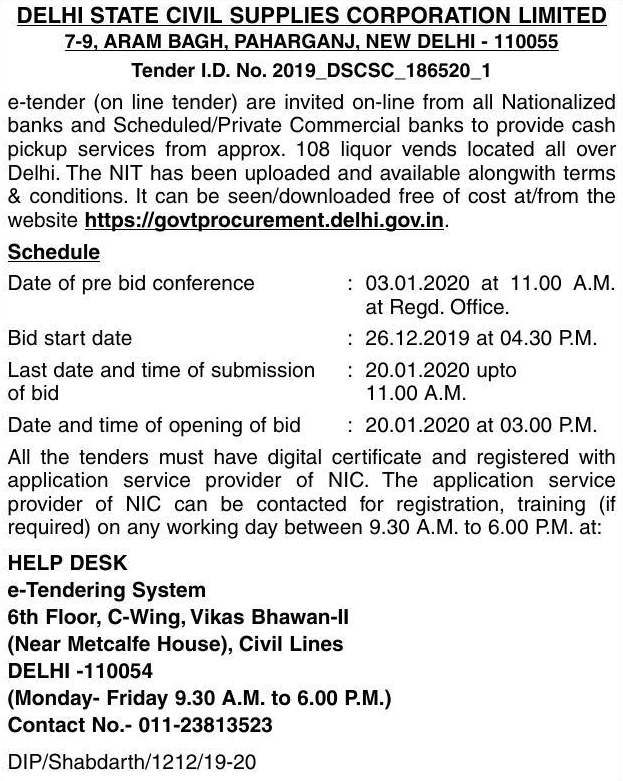 DELHI STATE CIVIL SUPPLIES CORPORATION LIMITED
7-9, ARAM BAGH, PAHARGANJ, NEW DELHI - 110055
Tender I.D. No. 2019_DSCSC_186520_1
e-tender (on line tender) are invited on-line from all Nationalized
banks and Scheduled/Private Commercial banks to provide cash
pickup services from approx. 108 liquor vends located all over
Delhi. The NIT has been uploaded and available alongwith terms
& conditions. It can be seen/downloaded free of cost at/from the
website https://govtprocurement.delhi.gov.in.
Schedule
Date of pre bid conference : 03.01.2020 at 11.00 A.M.
at Regd. Office.
Bid start date : 26.12.2019 at 04.30 P.M.
Last date and time of submission : 20.01.2020 upto
of bid 11.00 A.M.
Date and time of opening of bid : 20.01.2020 at 03.00 P.M.
All the tenders must have digital certificate and registered with
application service provider of NIC. The application service
provider of NIC can be contacted for registration, training (if
required) on any working day between 9.30 A.M. to 6.00 P.M. at:
HELP DESK
e-Tendering System
6th Floor, C-Wing, Vikas Bhawan-II
(Near Metcalfe House), Civil Lines
DELHI -110054
(Monday- Friday 9.30 A.M. to 6.00 P.M.)
Contact No.- 011-23813523
DIP/Shabdarth/1212/19-20